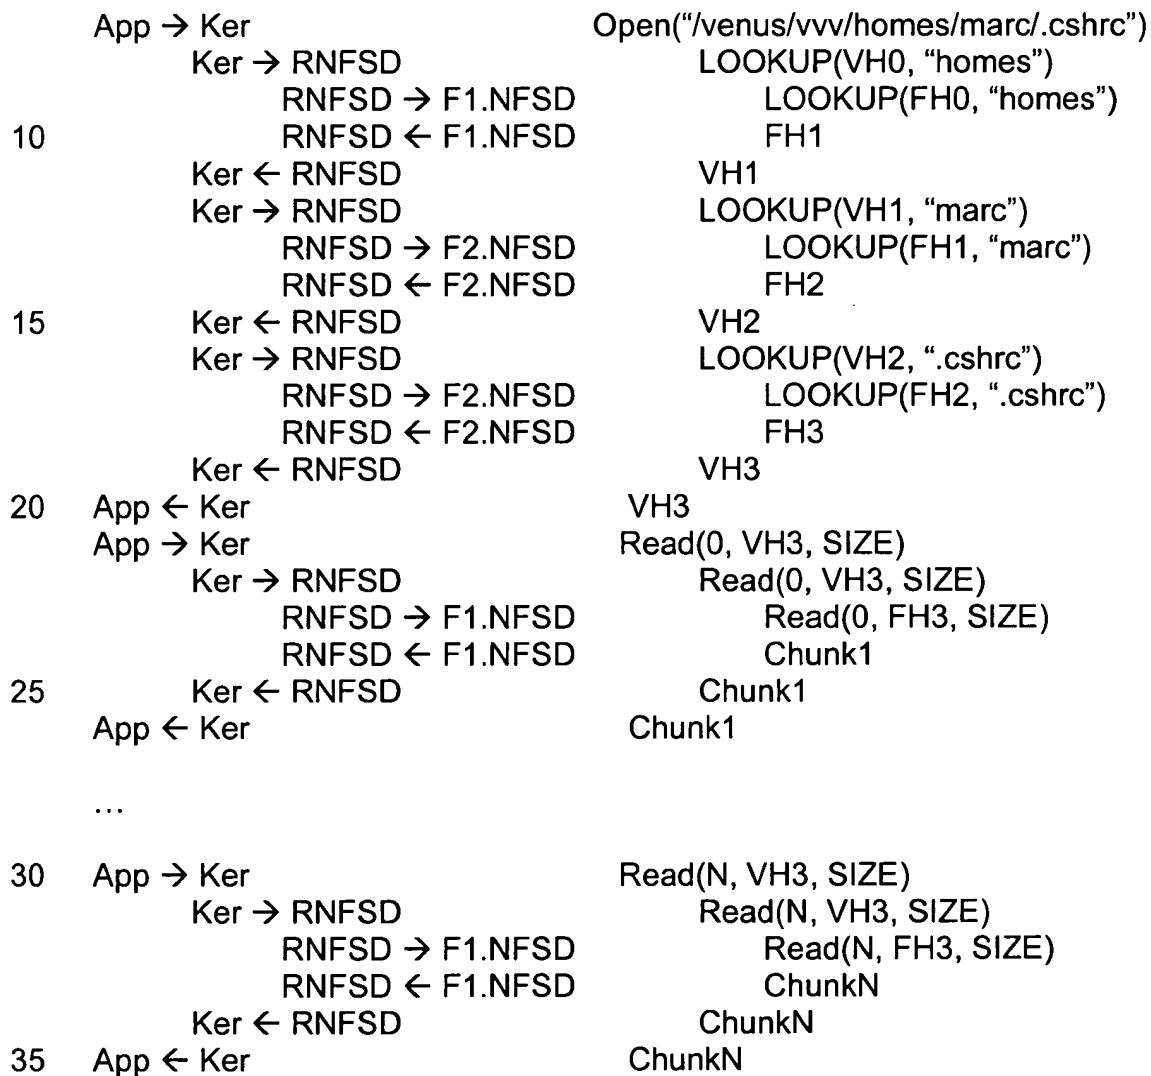 App → Ker Open("/venus/vvv/homes/marc/.cshrc")
Ker → RNFSD LOOKUP(VH0, "homes")
RNFSD → F1.NFSD LOOKUP(FH0, "homes")
10 RNFSD ← F1.NFSD FH1
Ker ← RNFSD VH1
Ker → RNFSD LOOKUP(VH1, "marc")
RNFSD → F2.NFSD LOOKUP(FH1, "marc")
RNFSD ← F2.NFSD FH2
15 Ker ← RNFSD VH2
Ker → RNFSD LOOKUP(VH2, ".cshrc")
RNFSD → F2.NFSD LOOKUP(FH2, ".cshrc")
RNFSD ← F2.NFSD FH3
Ker ← RNFSD VH3
20 App ← Ker VH3
App → Ker Read(0, VH3, SIZE)
Ker → RNFSD Read(0, VH3, SIZE)
RNFSD → F1.NFSD Read(0, FH3, SIZE)
RNFSD ← F1.NFSD Chunk1
25 Ker ← RNFSD Chunk1
App ← Ker Chunk1
...
30 App → Ker Read(N, VH3, SIZE)
Ker → RNFSD Read(N, VH3, SIZE)
RNFSD → F1.NFSD Read(N, FH3, SIZE)
RNFSD ← F1.NFSD ChunkN
Ker ← RNFSD ChunkN
35 App ← Ker ChunkN